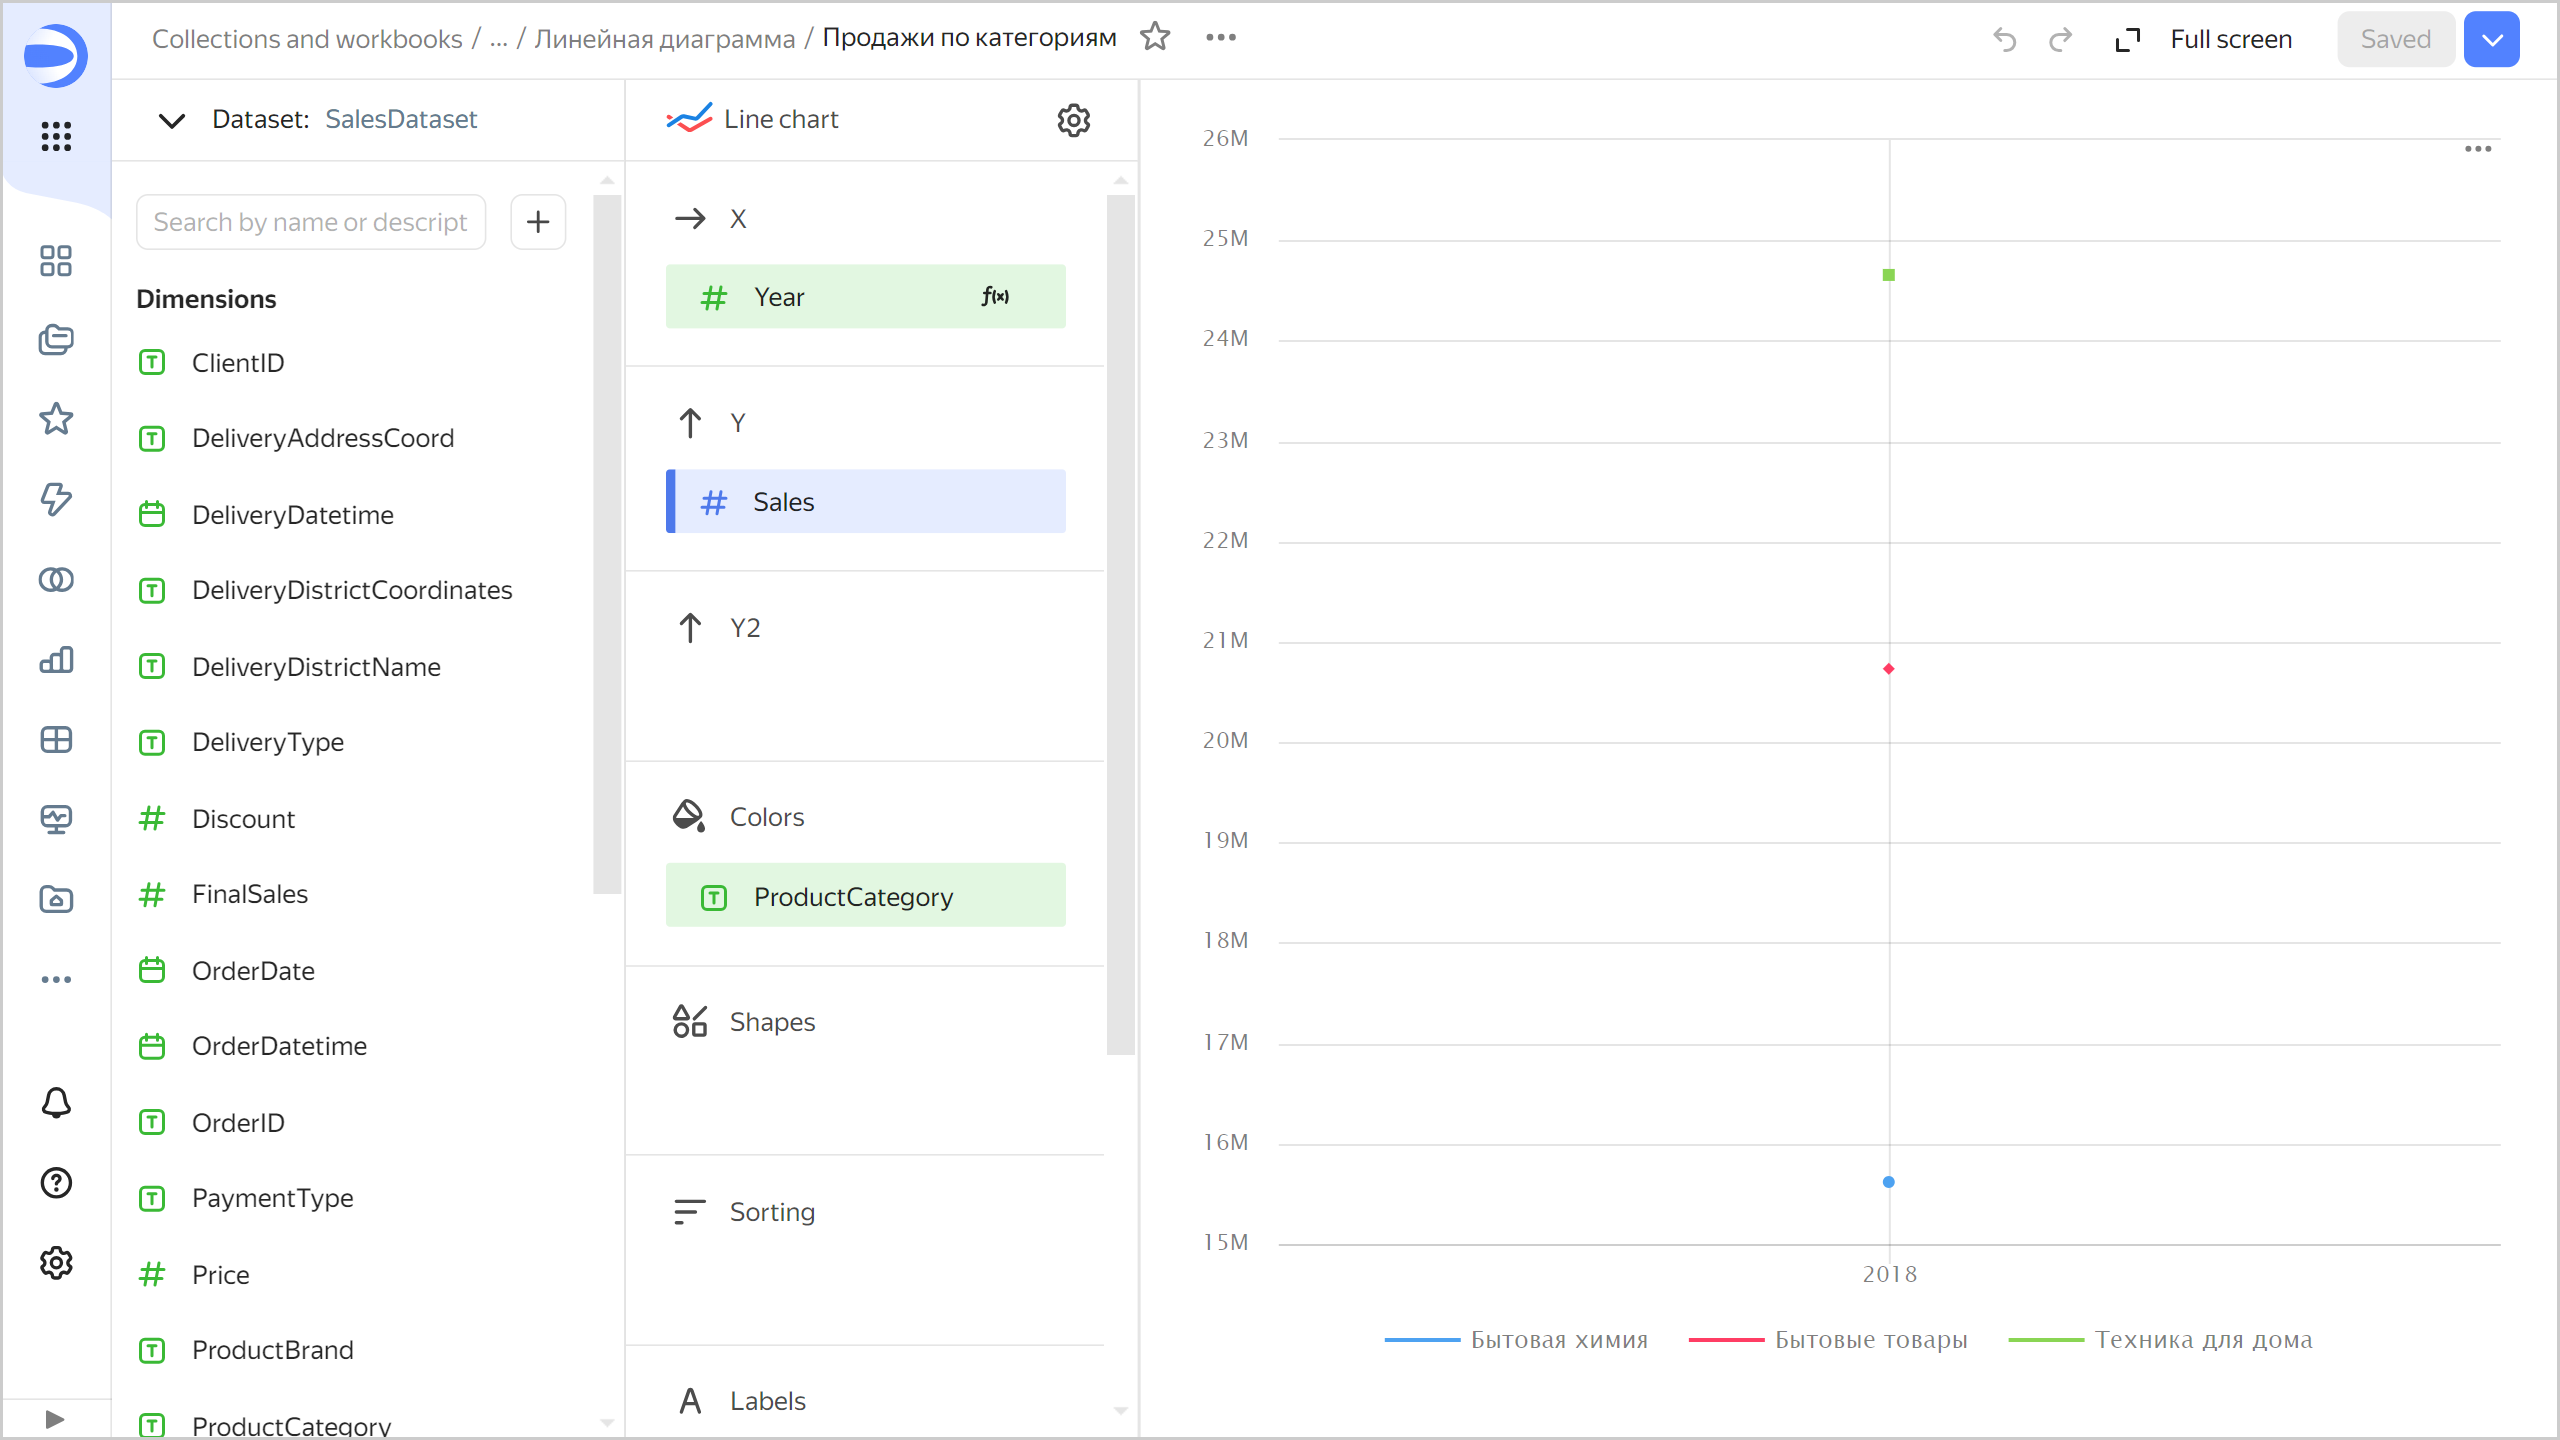 Collections and workbooks / ... / Линейная диаграмма / Продажи по категориям
Full screen
Saved
Dataset: SalesDataset
Search by name or descript
Dimensions
ClientID
DeliveryAddressCoord
DeliveryDatetime
DeliveryDistrictCoordinates
DeliveryDistrictName
DeliveryType
Discount
FinalSales
OrderDate
OrderDatetime
OrderID
PaymentType
Price
ProductBrand
ProductCategory
Line chart
X
Year
f(x)
Y
Sales
Y2
Colors
ProductCategory
Shapes
Sorting
Labels
26M
25M
24M
23M
22M
21M
20M
19M
18M
17M
16M
15M
2018
Бытовая химия
Бытовые товары
Техника для дома